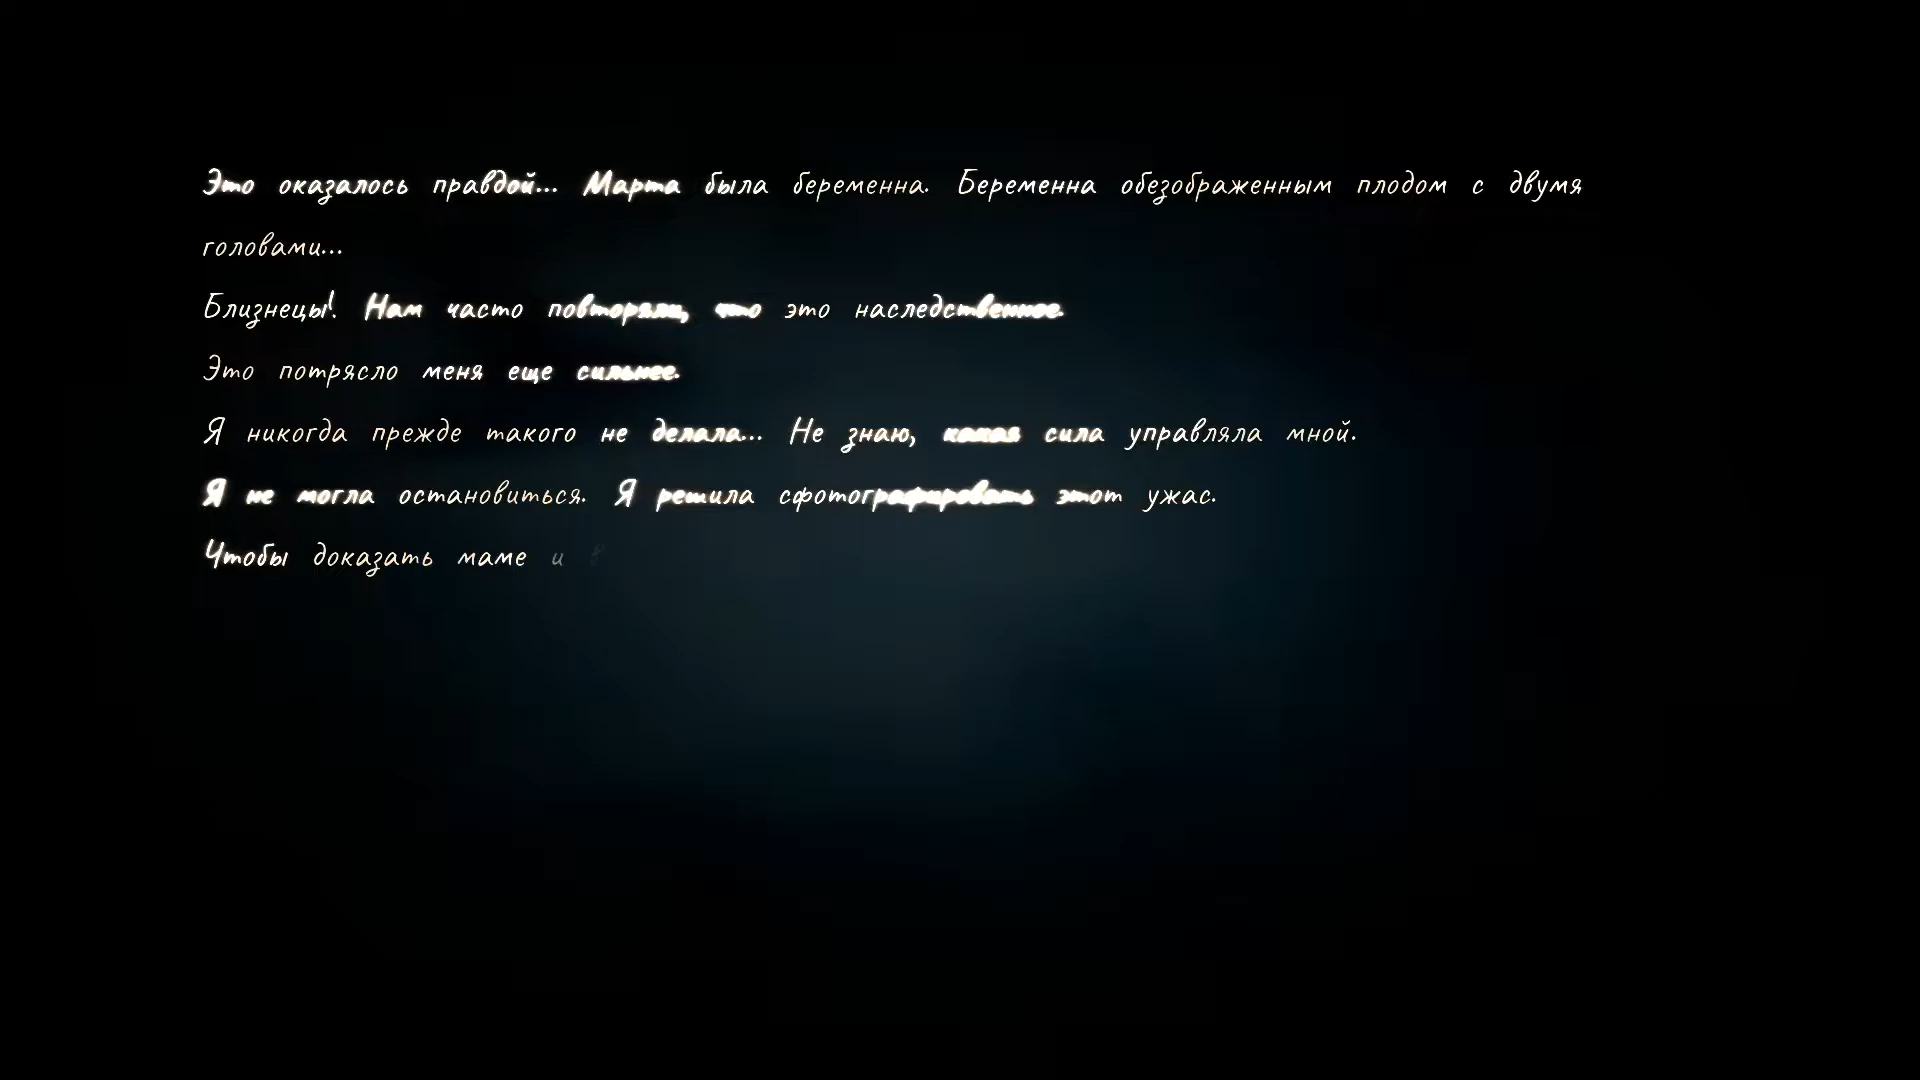 Это оказалось правдой... Марта была беременна. Беременна обезображенным плодом с двумя
головами...
Близнецы! Нам часто повторяли, что это наследственное.
Это потрясло меня еще сильнее.
Я никогда прежде такого не делала... Не знаю, какая сила управляла мной.
Я не могла остановиться. Я решила сфотографировать этот ужас.
Чтобы доказать маме и